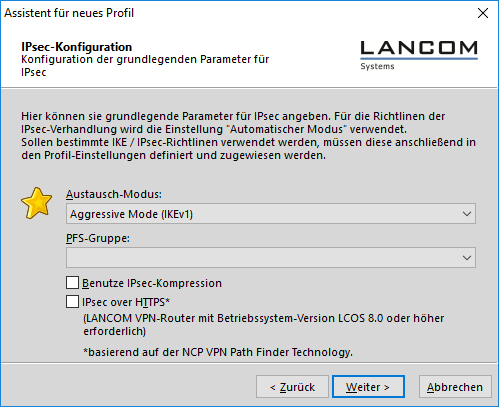 Assistent für neues Profil
IPsec-Konfiguration
Konfiguration der grundlegenden Parameter für
IPsec
LANCOM
Systems
Hier können sie grundlegende Parameter für IPsec angeben. Für die Richtlinen der
IPsec-Verhandlung wird die Einstellung "Automatischer Modus" verwendet.
Sollen bestimmte IKE / IPsec-Richtlinien verwendet werden, müssen diese anschließend in
den Profil-Einstellungen definiert und zugewiesen werden.
Austausch-Modus:
Aggressive Mode (IKEv1)
PFS-Gruppe:
Benutze IPsec-Kompression
IPsec over HTTPS*
(LANCOM VPN-Router mit Betriebssystem-Version LCOS 8.0 oder höher
erforderlich)
*basierend auf der NCP VPN Path Finder Technology.
< Zurück
Weiter >
Abbrechen